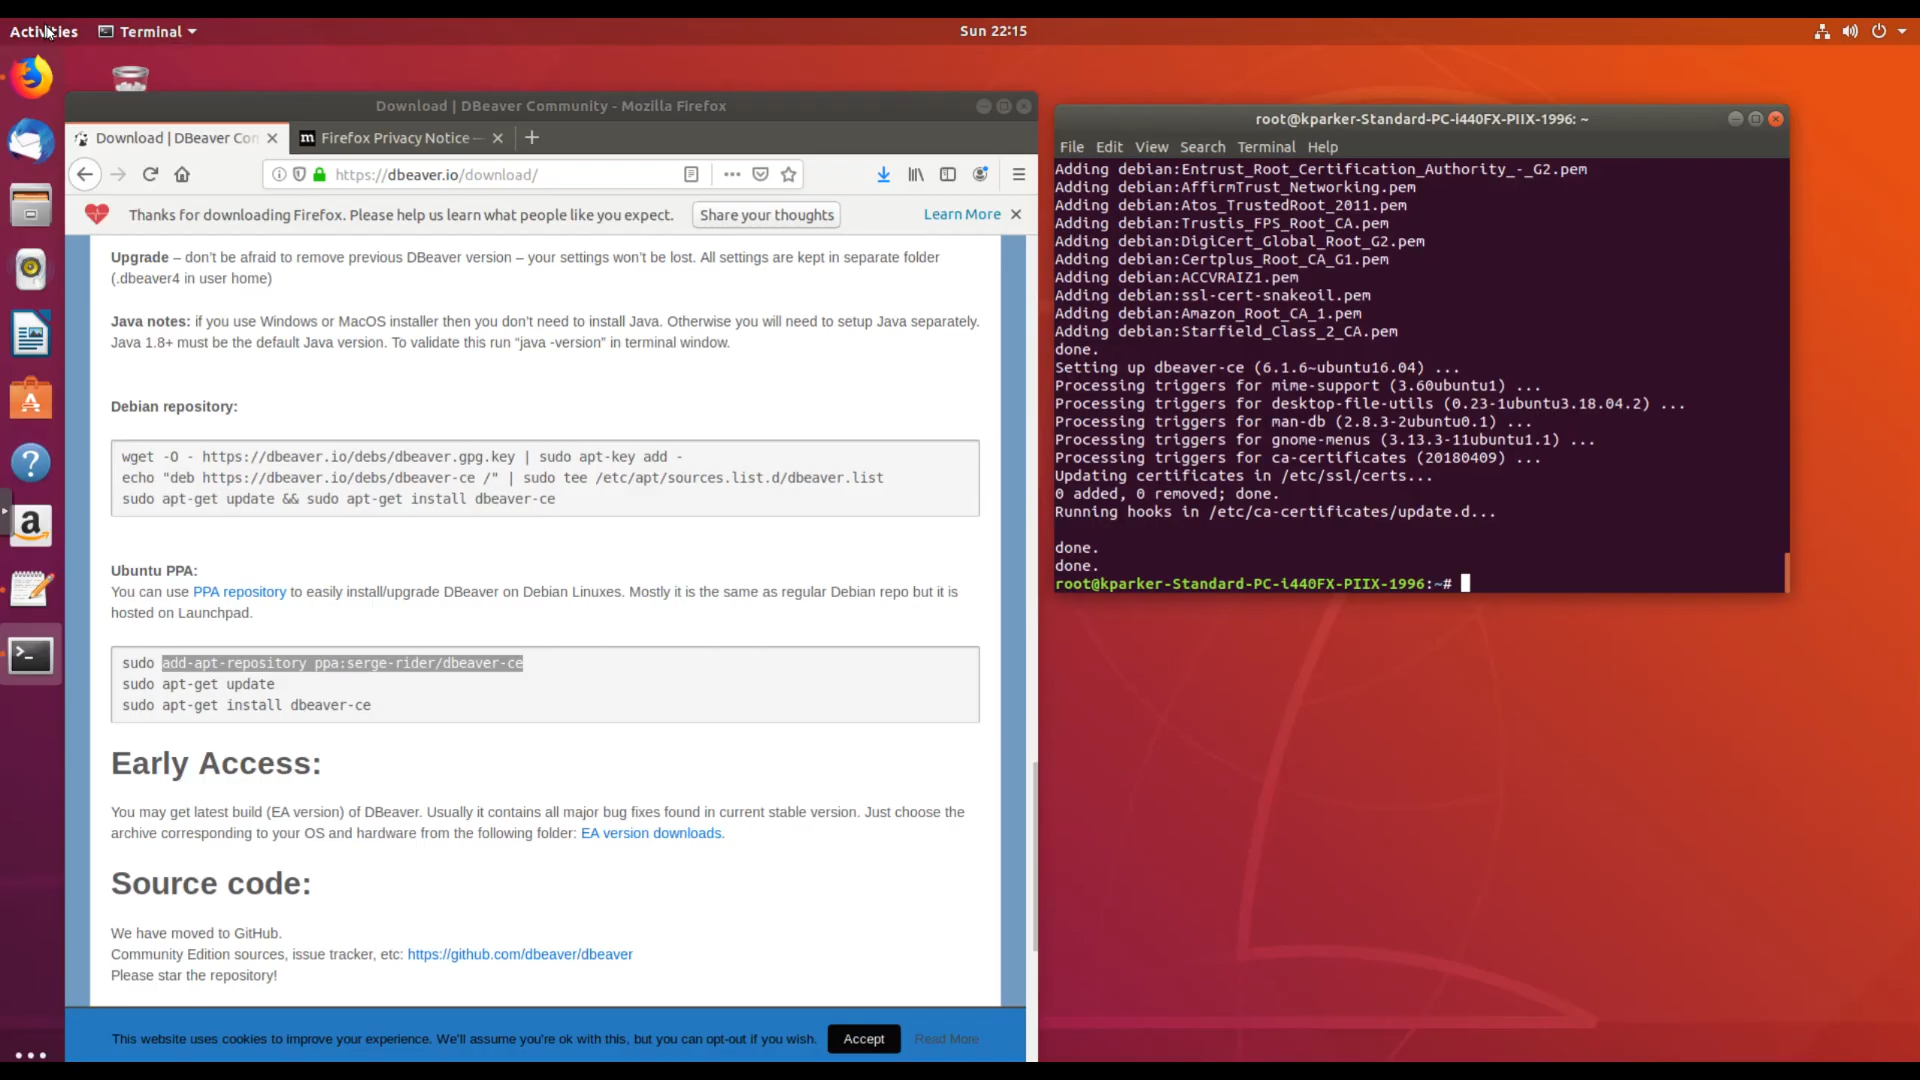 Activities
Terminal
Sun 22:15
Download | DBeaver Community - Mozilla Firefox
Download | DBeaver Con
Firefox Privacy Notice —
https://dbeaver.io/download/
Thanks for downloading Firefox. Please help us learn what people like you expect.
Share your thoughts
Learn More
Upgrade – don't be afraid to remove previous DBeaver version – your settings won't be lost. All settings are kept in separate folder
(.dbeaver4 in user home)
Java notes: if you use Windows or MacOS installer then you don't need to install Java. Otherwise you will need to setup Java separately.
Java 1.8+ must be the default Java version. To validate this run “java -version” in terminal window.
Debian repository:
wget -O - https://dbeaver.io/debs/dbeaver.gpg.key | sudo apt-key add -
echo "deb https://dbeaver.io/debs/dbeaver-ce /" | sudo tee /etc/apt/sources.list.d/dbeaver.list
sudo apt-get update && sudo apt-get install dbeaver-ce
Ubuntu PPA:
You can use PPA repository to easily install/upgrade DBeaver on Debian Linuxes. Mostly it is the same as regular Debian repo but it is
hosted on Launchpad.
sudo add-apt-repository ppa:serge-rider/dbeaver-ce
sudo apt-get update
sudo apt-get install dbeaver-ce
Early Access:
You may get latest build (EA version) of DBeaver. Usually it contains all major bug fixes found in current stable version. Just choose the
archive corresponding to your OS and hardware from the following folder: EA version downloads.
Source code:
We have moved to GitHub.
Community Edition sources, issue tracker, etc: https://github.com/dbeaver/dbeaver
Please star the repository!
This website uses cookies to improve your experience. We'll assume you're ok with this, but you can opt-out if you wish.
Accept
Read More
root@kparker-Standard-PC-i440FX-PIIX-1996: ~
File Edit View Search Terminal Help
Adding debian:Entrust_Root_Certification_Authority_-_G2.pem
Adding debian:AffirmTrust_Networking.pem
Adding debian:Atos_TrustedRoot_2011.pem
Adding debian:Trustis_FPS_Root_CA.pem
Adding debian:DigiCert_Global_Root_G2.pem
Adding debian:Certplus_Root_CA_G1.pem
Adding debian:ACCVRAIZ1.pem
Adding debian:ssl-cert-snakeoil.pem
Adding debian:Amazon_Root_CA_1.pem
Adding debian:Starfield_Class_2_CA.pem
done.
Setting up dbeaver-ce (6.1.6~ubuntu16.04) ...
Processing triggers for mime-support (3.60ubuntu1) ...
Processing triggers for desktop-file-utils (0.23-1ubuntu3.18.04.2) ...
Processing triggers for man-db (2.8.3-2ubuntu0.1) ...
Processing triggers for gnome-menus (3.13.3-11ubuntu1.1) ...
Processing triggers for ca-certificates (20180409) ...
Updating certificates in /etc/ssl/certs...
0 added, 0 removed; done.
Running hooks in /etc/ca-certificates/update.d...
done.
done.
root@kparker-Standard-PC-i440FX-PIIX-1996:~#